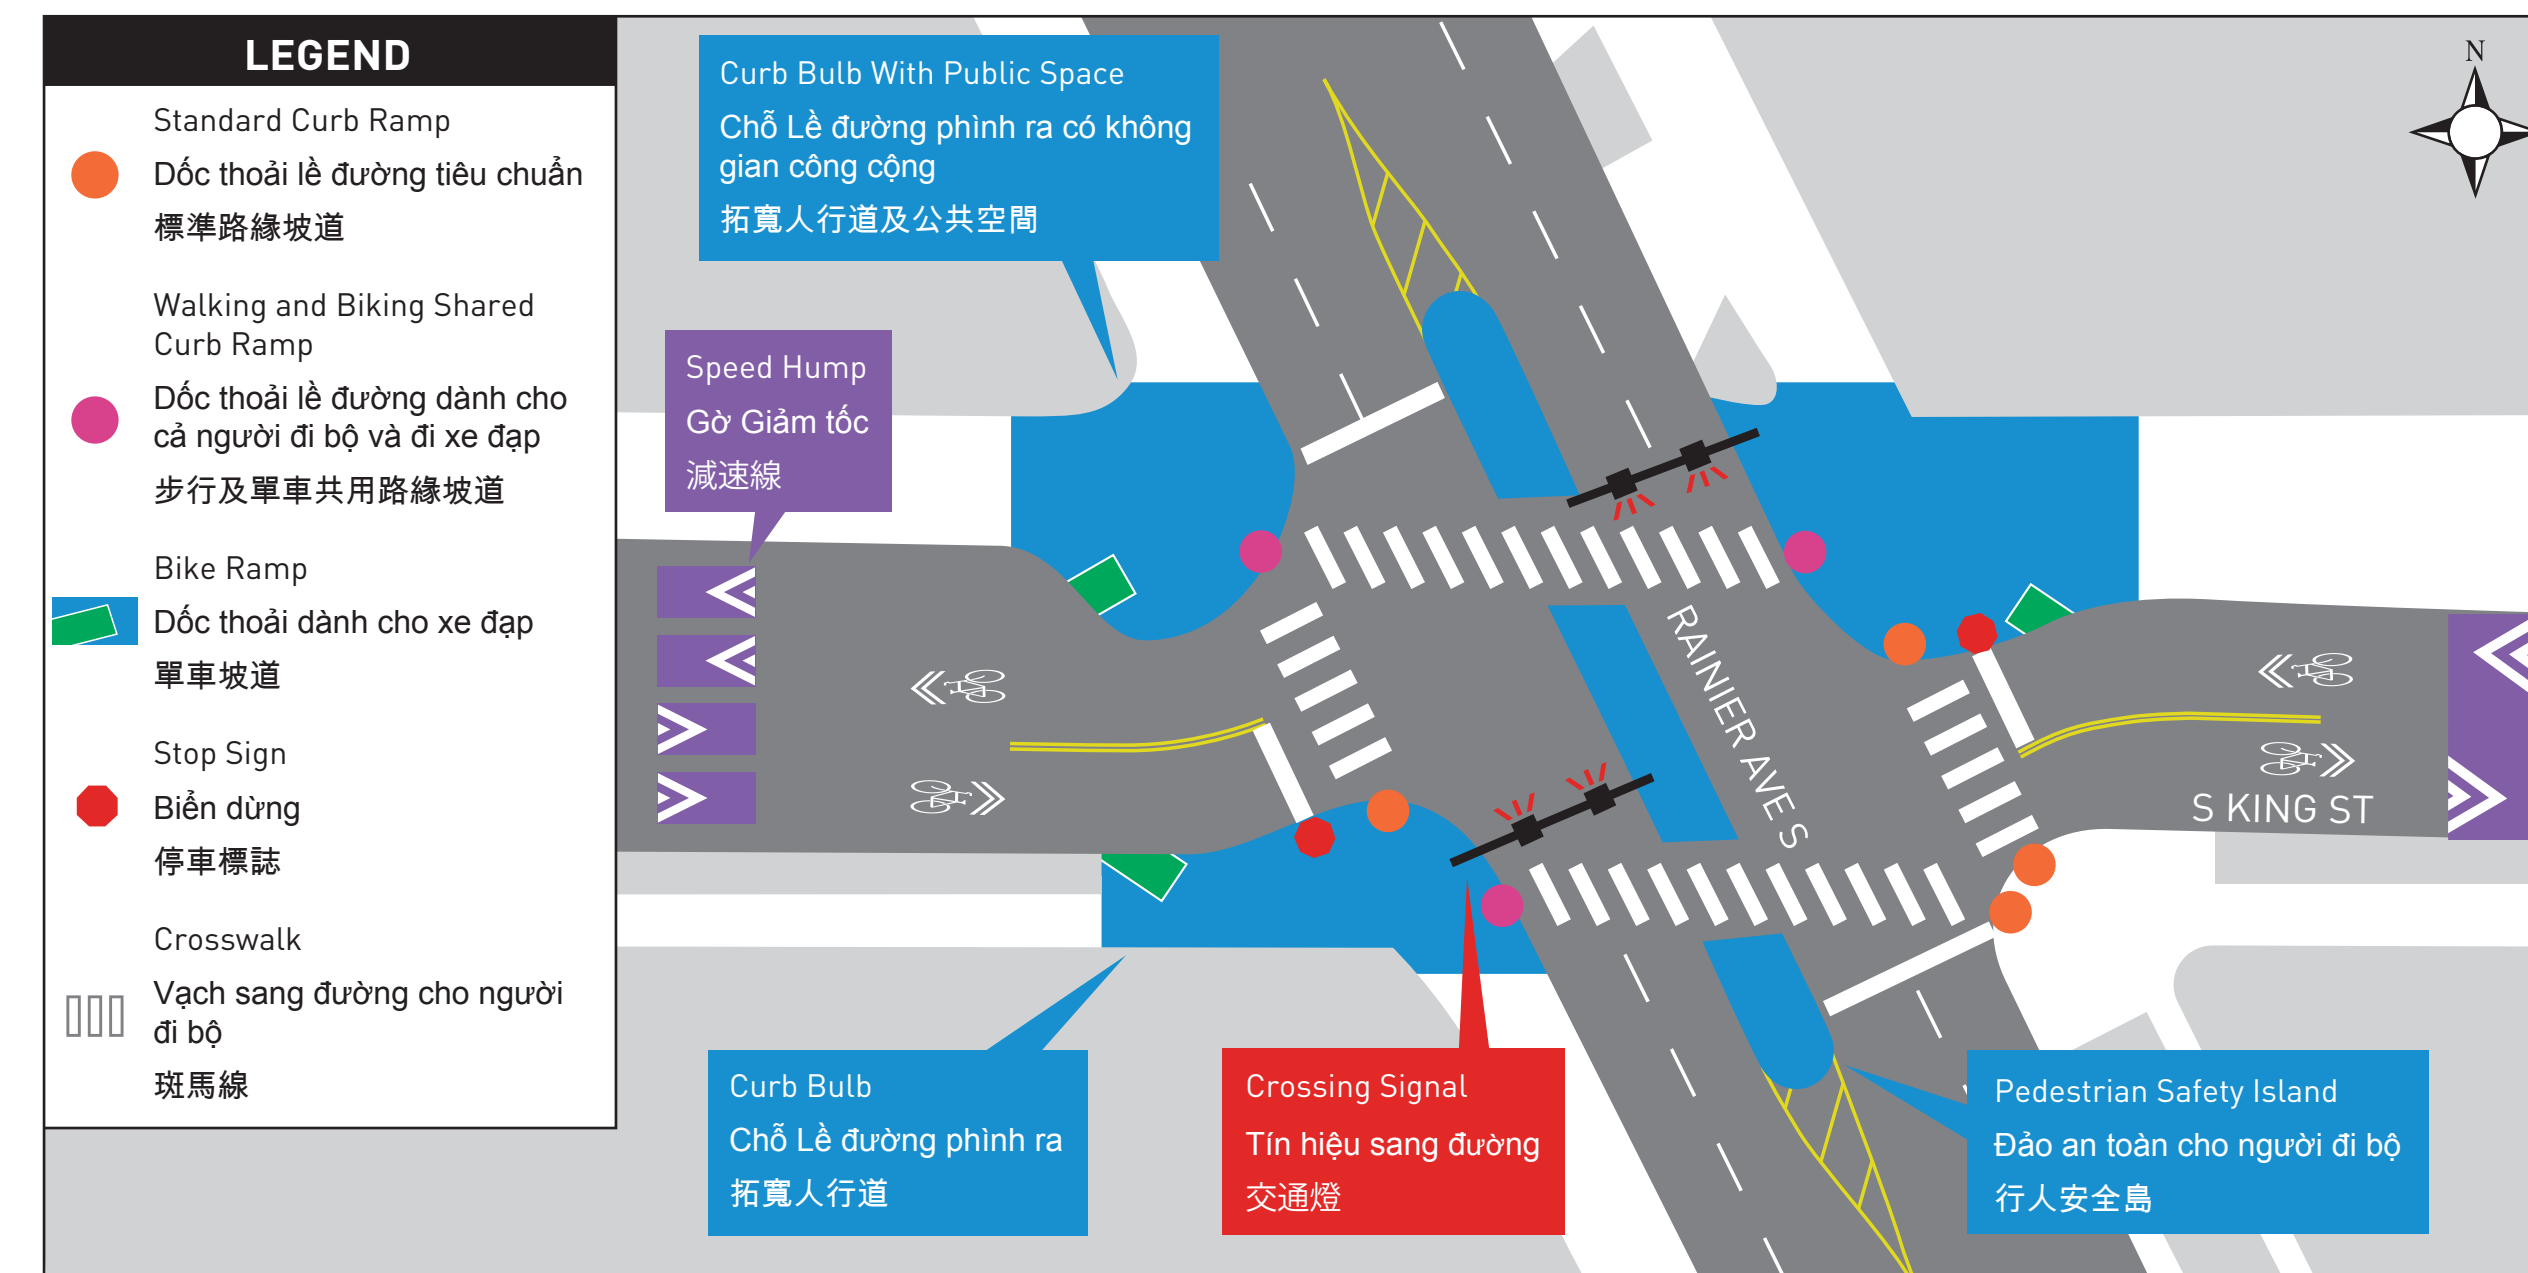 LEGEND
Standard Curb Ramp
Dốc thoải lề đường tiêu chuẩn
標準路緣坡道
Walking and Biking Shared
Curb Ramp
Dốc thoải lề đường dành cho
cả người đi bộ và đi xe đạp
步行及單車共用路緣坡道
Bike Ramp
Dốc thoải dành cho xe đạp
單車坡道
Stop Sign
Biển dừng
停車標誌
Crosswalk
Vạch sang đường cho người
đi bộ
斑馬線
Curb Bulb With Public Space
Chỗ Lề đường phình ra có không
gian công cộng
拓寬人行道及公共空間
N
Speed Hump
Gờ Giảm tốc
減速線
RAINIER AVE S
S KING ST
Curb Bulb
Chỗ Lề đường phình ra
拓寬人行道
Crossing Signal
Tín hiệu sang đường
交通燈
Pedestrian Safety Island
Đảo an toàn cho người đi bộ
行人安全島